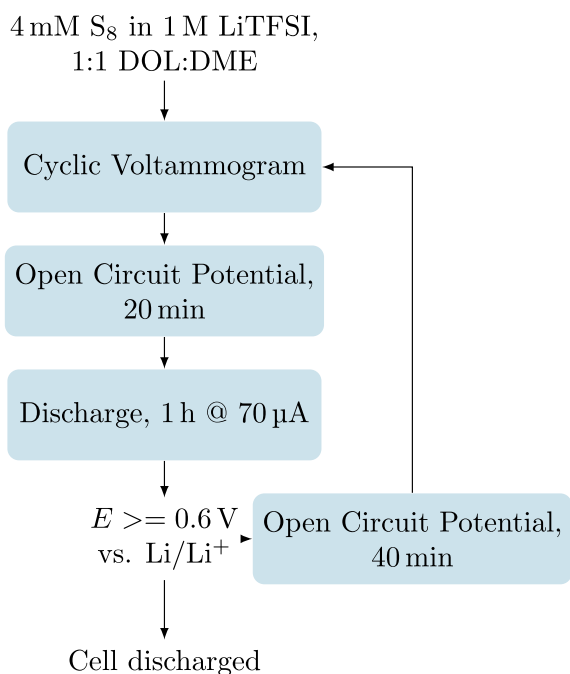 4 mM S₈ in 1 M LiTFSI,
1:1 DOL:DME
Cyclic Voltammogram
Open Circuit Potential,
20 min
Discharge, 1 h @ 70 µA
E >= 0.6 V
vs. Li/Li⁺
Open Circuit Potential,
40 min
Cell discharged